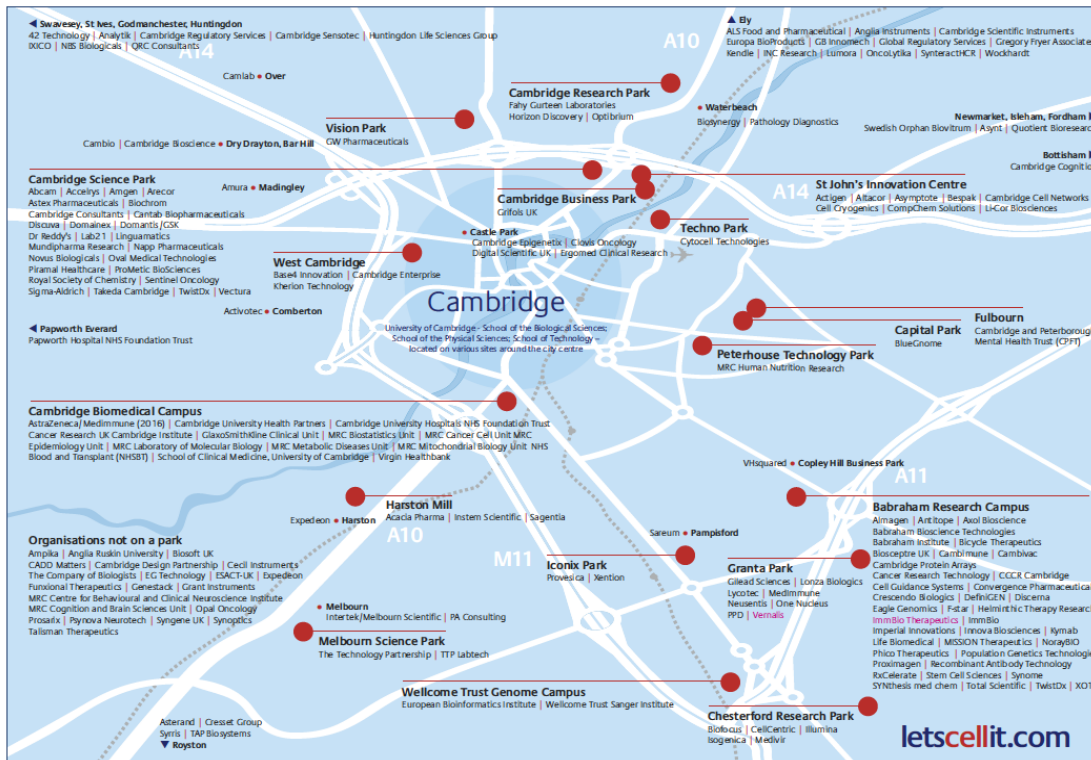 ◄ Swavesey, St Ives, Godmanchester, Huntingdon
42 Technology | Analytik | Cambridge Regulatory Services | Cambridge Sensotec | Huntingdon Life Sciences Group
IXICO | NBS Biologicals | QRC Consultants
▲ Ely
ALS Food and Pharmaceutical | Anglia Instruments | Cambridge Scientific Instruments
Europa BioProducts | GB Innomech | Global Regulatory Services | Gregory Fryer Associates
Kendle | INC Research | Lumora | OncoLytika | SynteractHCR | Wockhardt
A14
A10
Camlab • Over
Cambridge Research Park
Fahy Gurteen Laboratories
Horizon Discovery | Optibrium
• Waterbeach
Biosynergy | Pathology Diagnostics
Vision Park
GW Pharmaceuticals
Newmarket, Isleham, Fordham
Swedish Orphan Biovitrum | Asynt | Quotient Bioresearch
Cambio | Cambridge Bioscience • Dry Drayton, Bar Hill
Bottisham
Cambridge Cognition
Cambridge Science Park
Abcam | Accelrys | Amgen | Arecor
Astex Pharmaceuticals | Biochrom
Cambridge Consultants | Cantab Biopharmaceuticals
Discuva | Domainex | Domantis/GSK
Dr Reddy's | Lab21 | Linguamatics
Mundipharma Research | Napp Pharmaceuticals
Novus Biologicals | Oval Medical Technologies
Piramal Healthcare | ProMetic BioSciences
Royal Society of Chemistry | Sentinel Oncology
Sigma-Aldrich | Takeda Cambridge | TwistDx | Vectura
Amura • Madingley
Cambridge Business Park
Grifols UK
A14
St John's Innovation Centre
Actigen | Altacor | Asymptote | Bespak | Cambridge Cell Networks
Cell Cryogenics | CompChem Solutions | Li-Cor Biosciences
Techno Park
Cytocell Technologies
• Castle Park
Cambridge Epigenetix | Clovis Oncology
Digital Scientific UK | Ergomed Clinical Research
West Cambridge
Base4 Innovation | Cambridge Enterprise
Kherion Technology
Cambridge
University of Cambridge - School of the Biological Sciences;
School of the Physical Sciences; School of Technology –
located on various sites around the city centre
Activotec • Comberton
◄ Papworth Everard
Papworth Hospital NHS Foundation Trust
Fulbourn
Cambridge and Peterborough
Mental Health Trust (CPFT)
Capital Park
BlueGnome
Peterhouse Technology Park
MRC Human Nutrition Research
Cambridge Biomedical Campus
AstraZeneca/Medimmune (2016) | Cambridge University Health Partners | Cambridge University Hospitals NHS Foundation Trust
Cancer Research UK Cambridge Institute | GlaxoSmithKline Clinical Unit | MRC Biostatistics Unit | MRC Cancer Cell Unit MRC
Epidemiology Unit | MRC Laboratory of Molecular Biology | MRC Metabolic Diseases Unit | MRC Mitochondrial Biology Unit NHS
Blood and Transplant (NHSBT) | School of Clinical Medicine, University of Cambridge | Virgin Healthbank
VHsquared • Copley Hill Business Park
A11
Expedeon • Harston
Harston Mill
Acacia Pharma | Instem Scientific | Sagentia
A10
M11
Sareum • Pampisford
Babraham Research Campus
Aimagen | Antitope | Axol Bioscience
Babraham Bioscience Technologies
Babraham Institute | Bicycle Therapeutics
Biosceptre UK | Cambimune | Cambivac
Cambridge Protein Arrays
Cancer Research Technology | CCCR Cambridge
Cell Guidance Systems | Convergence Pharmaceuticals
Crescendo Biologics | DefiniGEN | Discerna
Eagle Genomics | F-star | Helminthic Therapy Research
ImmBio Therapeutics | ImmBio
Imperial Innovations | Innova Biosciences | Kymab
Life Biomedical | MISSION Therapeutics | NorayBIO
Phico Therapeutics | Population Genetics Technologies
Proximagen | Recombinant Antibody Technology
RxCelerate | Stem Cell Sciences | Synome
SYNthesis med chem | Total Scientific | TwistDx |
Organisations not on a park
Ampika | Anglia Ruskin University | Biosoft UK
CADD Matters | Cambridge Design Partnership | Cecil Instruments
The Company of Biologists | EG Technology | ESACT-UK | Expedeon
Funxional Therapeutics | Genestack | Grant Instruments
MRC Centre for Behavioural and Clinical Neuroscience Institute
MRC Cognition and Brain Sciences Unit | Opal Oncology
Prosarix | Psynova Neurotech | Syngene UK | Synoptics
Talisman Therapeutics
Iconix Park
Provesica | Xention
Granta Park
Gilead Sciences | Lonza Biologics
Lycotec | Medimmune
Neusentis | One Nucleus
PPD | Vernalis
• Melbourn
Intertek/Melbourn Scientific | PA Consulting
Melbourn Science Park
The Technology Partnership | TTP Labtech
Wellcome Trust Genome Campus
European Bioinformatics Institute | Wellcome Trust Sanger Institute
Chesterford Research Park
Biofocus | CellCentric | Illumina
Isogenica | Medivir
Asterand | Cresset Group
Syrris | TAP Biosystems
▼ Royston
letscellit.com